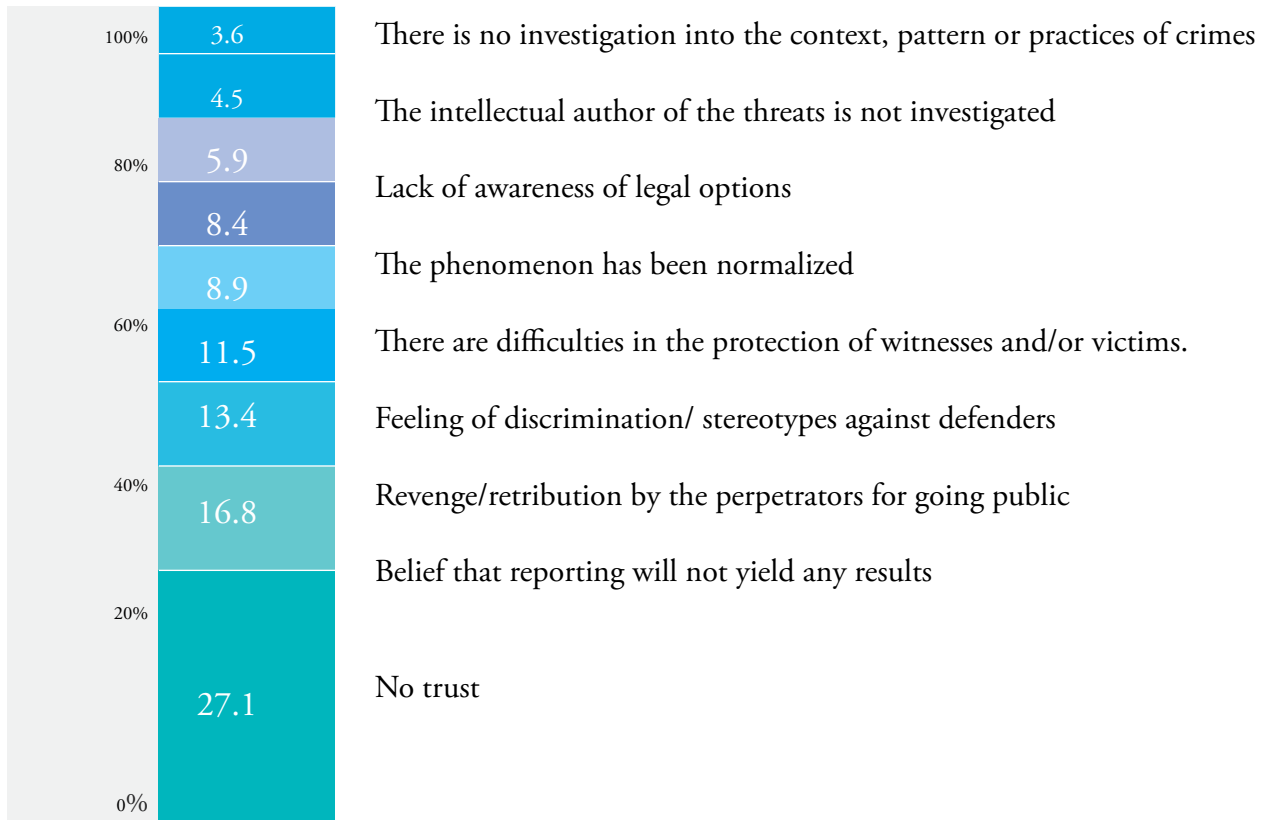 100% 3.6 There is no investigation into the context, pattern or practices of crimes
4.5 The intellectual author of the threats is not investigated
80% 5.9
8.4 Lack of awareness of legal options
8.9 The phenomenon has been normalized
60% 11.5 There are difficulties in the protection of witnesses and/or victims.
13.4 Feeling of discrimination/ stereotypes against defenders
40% 16.8 Revenge/retribution by the perpetrators for going public
Belief that reporting will not yield any results
20%
27.1 No trust
0%